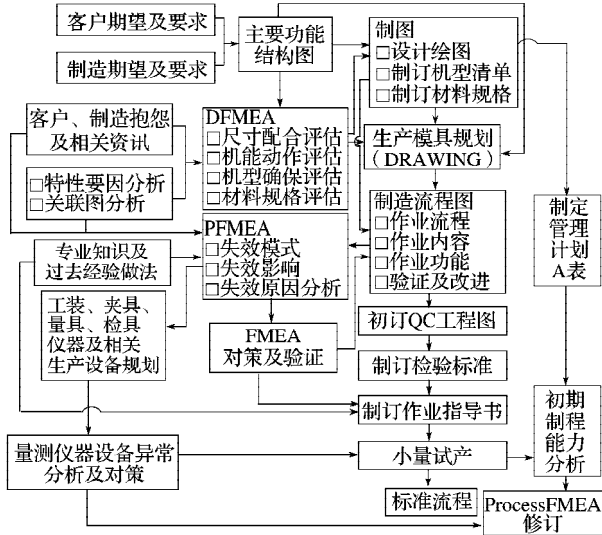 客户期望及要求
制造期望及要求
主要功能
结构图
制图
□设计绘图
□制订机型清单
□制订材料规格
客户、制造抱怨
及相关资讯
□特性要因分析
□关联图分析
DFMEA
□尺寸配合评估
□机能动作评估
□机型确保评估
□材料规格评估
生产模具规划
(DRAWING)
制造流程图
□作业流程
□作业内容
□作业功能
□验证及改进
制定
管理
计划
A表
专业知识及
过去经验做法
PFMEA
□失效模式
□失效影响
□失效原因分析
工装、夹具、
量具、检具
仪器及相关
生产设备规划
FMEA
对策及验证
初订QC工程图
制订检验标准
制订作业指导书
初期
制程
能力
分析
量测仪器设备异常
分析及对策
小量试产
标准流程
ProcessFMEA
修订